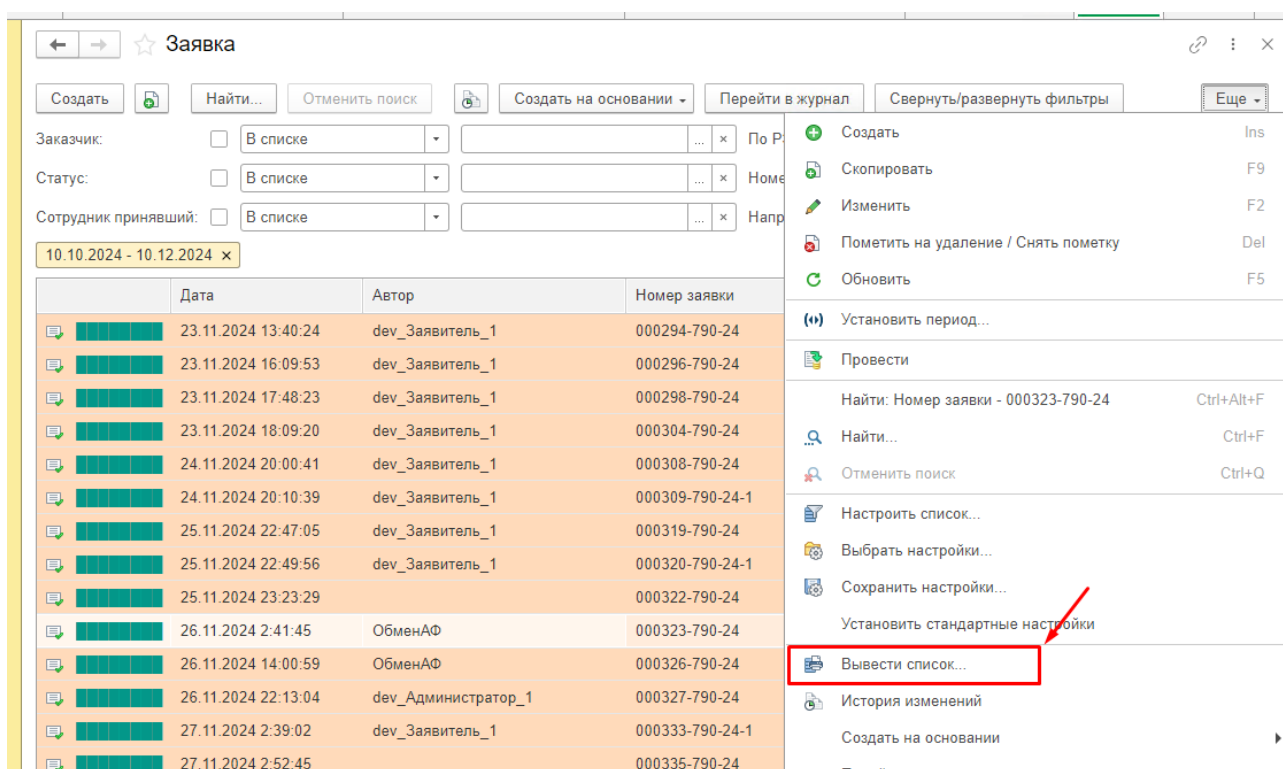 Заявка
Создать Найти... Отменить поиск Создать на основании Перейти в журнал Свернуть/развернуть фильтры Еще
Заказчик: В списке ... × По
Статус: В списке ... ×
Сотрудник принявший: В списке ... ×
10.10.2024 - 10.12.2024 ×
Дата Автор Номер заявки
23.11.2024 13:40:24 dev_Заявитель_1 000294-790-24
23.11.2024 16:09:53 dev_Заявитель_1 000296-790-24
23.11.2024 17:48:23 dev_Заявитель_1 000298-790-24
23.11.2024 18:09:20 dev_Заявитель_1 000304-790-24
24.11.2024 20:00:41 dev_Заявитель_1 000308-790-24
24.11.2024 20:10:39 dev_Заявитель_1 000309-790-24-1
25.11.2024 22:47:05 dev_Заявитель_1 000319-790-24
25.11.2024 22:49:56 dev_Заявитель_1 000320-790-24-1
25.11.2024 23:23:29 000322-790-24
26.11.2024 2:41:45 ОбменАФ 000323-790-24
26.11.2024 14:00:59 ОбменАФ 000326-790-24
26.11.2024 22:13:04 dev_Администратор_1 000327-790-24
27.11.2024 2:39:02 dev_Заявитель_1 000333-790-24-1
27.11.2024 2:52:45 000335-790-24
Создать Ins
Скопировать F9
Изменить F2
Пометить на удаление / Снять пометку Del
Обновить F5
Установить период...
Провести
Найти: Номер заявки - 000323-790-24 Ctrl+Alt+F
Найти... Ctrl+F
Отменить поиск Ctrl+Q
Настроить список...
Выбрать настройки...
Сохранить настройки...
Установить стандартные настройки
Вывести список...
История изменений
Создать на основании